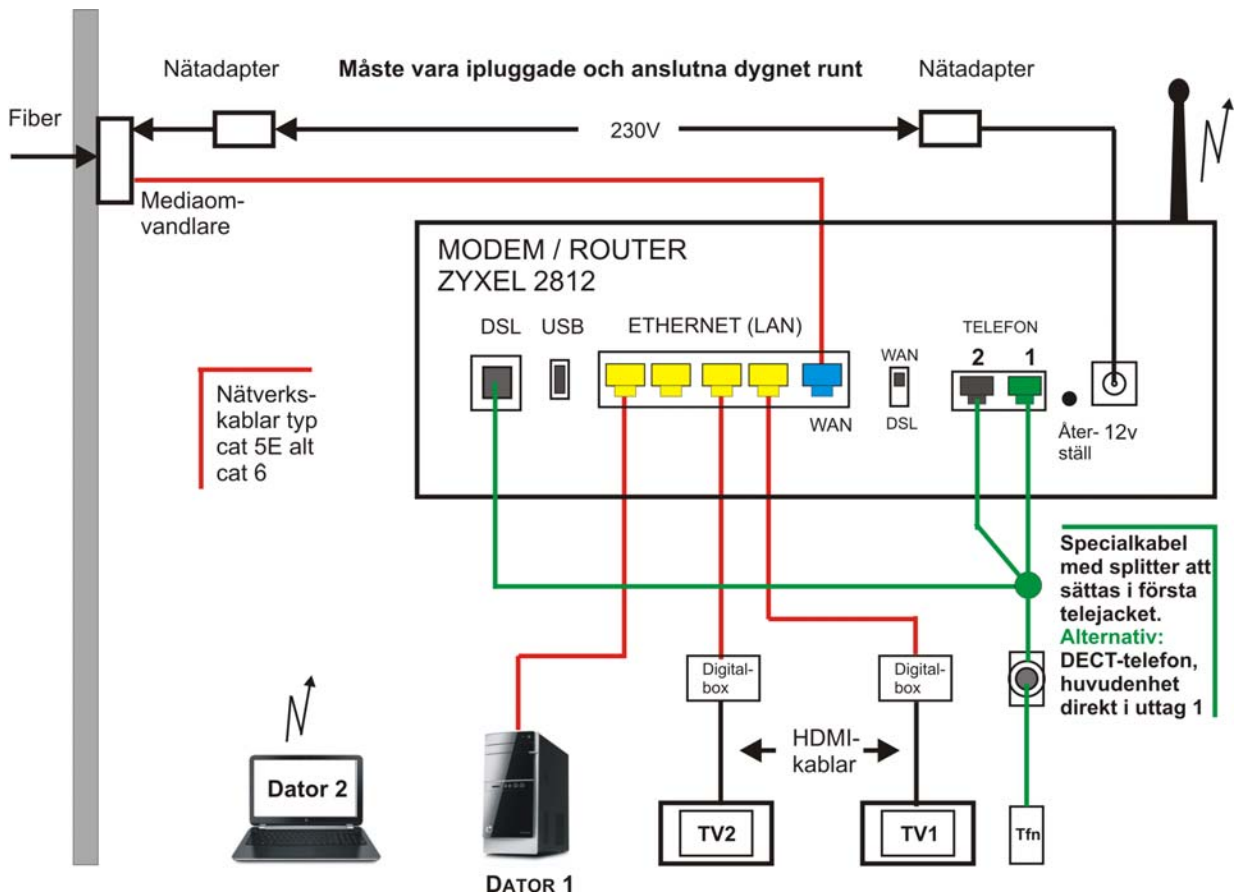 Nätadapter
Måste vara ipluggade och anslutna dygnet runt
Nätadapter
Fiber
230V
Mediaom-
vandlare
MODEM / ROUTER
ZYXEL 2812
DSL
USB
ETHERNET (LAN)
WAN
WAN
DSL
TELEFON
2
1
Åter-
ställ
12v
Nätverks-
kablar typ
cat 5E alt
cat 6
Specialkabel
med splitter att
sättas i första
telejacket.
Alternativ:
DECT-telefon,
huvudenhet
direkt i uttag 1
Digital-
box
Digital-
box
HDMI-
kablar
Dator 2
DATOR 1
TV2
TV1
Tfn